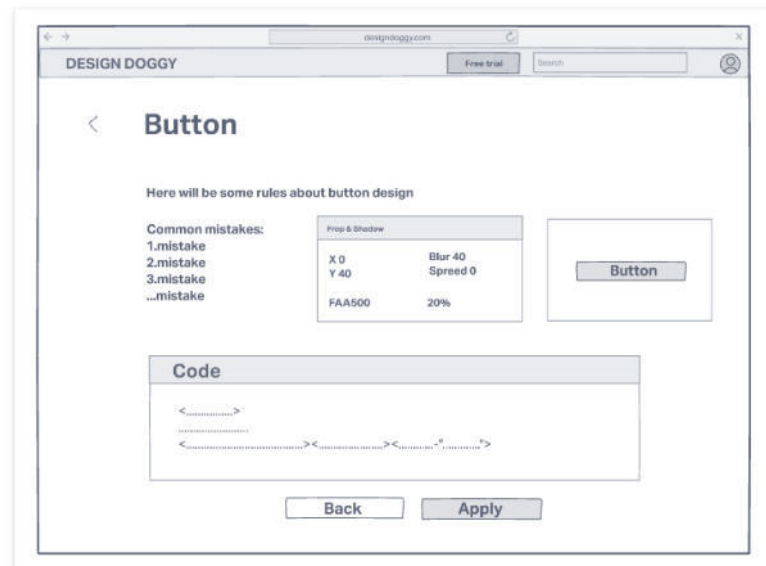 designdoggy.com
DESIGN DOGGY
Free trial
Search
Button
Here will be some rules about button design
Common mistakes:
1.mistake
2.mistake
3.mistake
...mistake
Prop & Shadow
X 0
Blur 40
Y 40
Spreed 0
FAA500
20%
Button
Code
<...............>
.......................
<......................................><.....................><............-"............">
Back
Apply